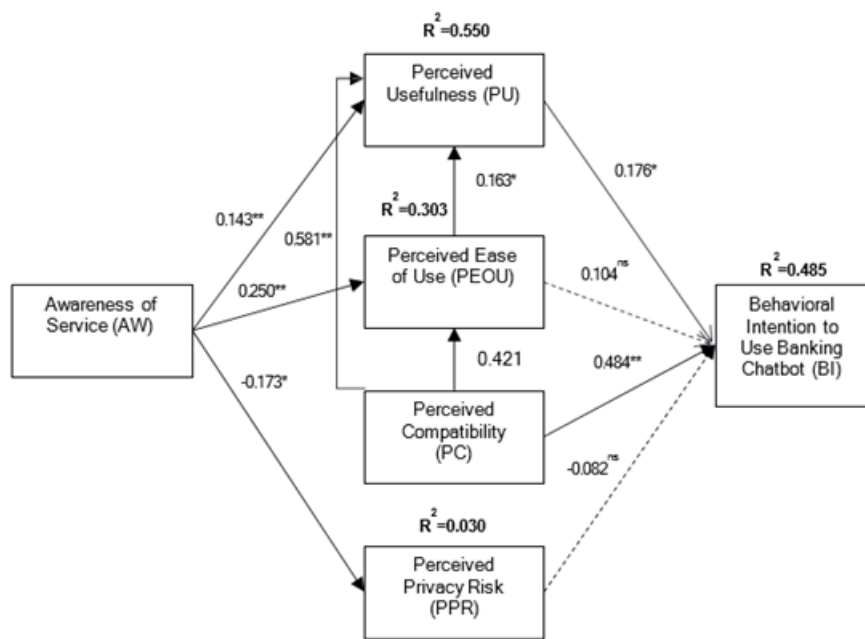 R²=0.550
Perceived
Usefulness (PU)
0.163*
0.176*
R²=0.303
0.143**
0.581**
Perceived Ease
of Use (PEOU)
0.104ⁿˢ
R²=0.485
0.250**
Awareness of
Service (AW)
Behavioral
Intention to
Use Banking
Chatbot (BI)
0.421
0.484**
-0.173*
Perceived
Compatibility
(PC)
-0.082ⁿˢ
R²=0.030
Perceived
Privacy Risk
(PPR)